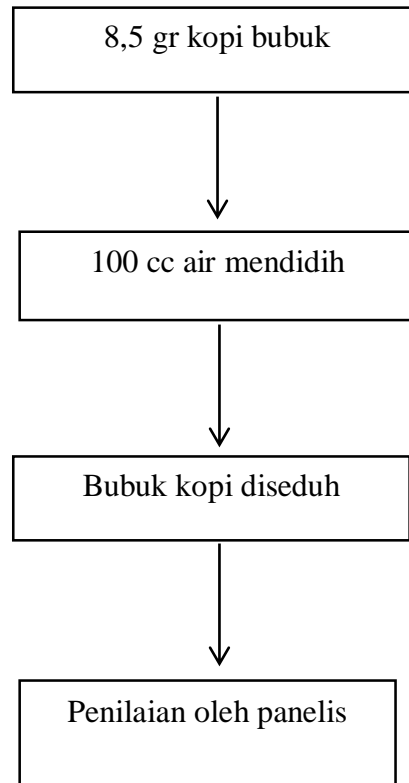 8,5 gr kopi bubuk
100 cc air mendidih
Bubuk kopi diseduh
Penilaian oleh panelis